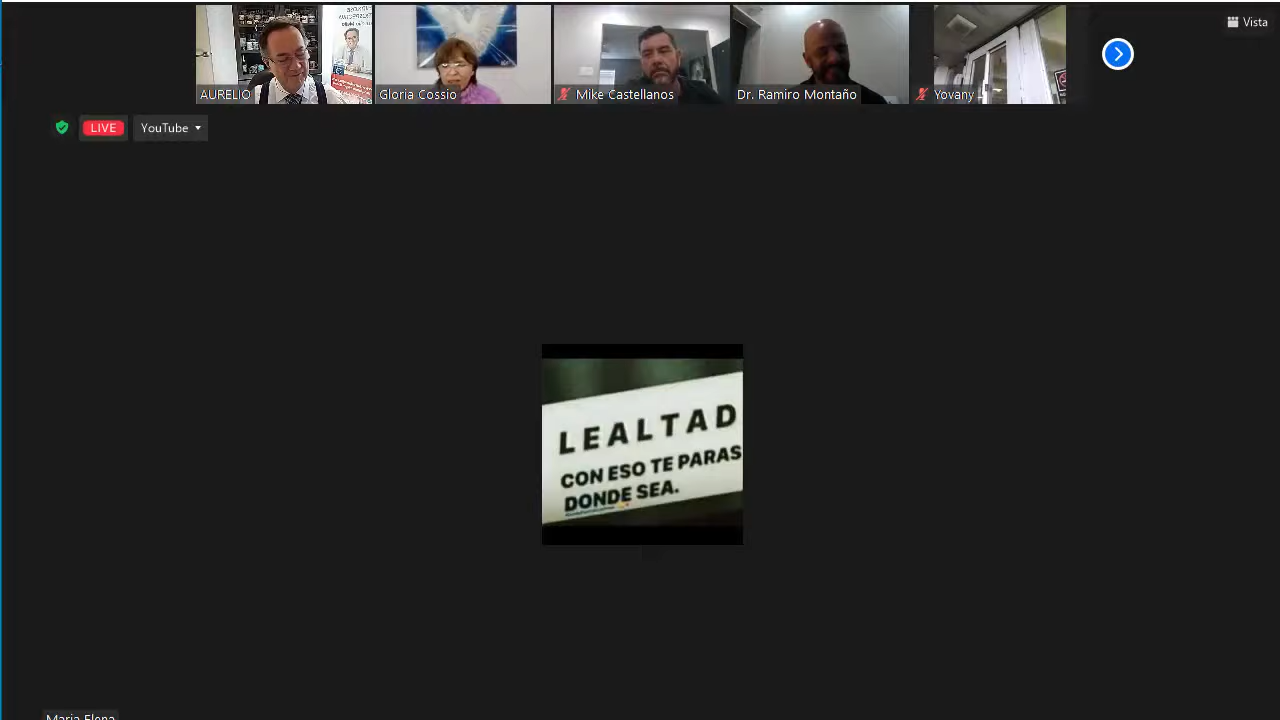 Vista
AURELIO
Gloria Cossio
Mike Castellanos
Dr. Ramiro Montaño
Yovany
LIVE
YouTube
LEALTAD
CON ESO TE PARAS
DONDE SEA.
Maria Elena